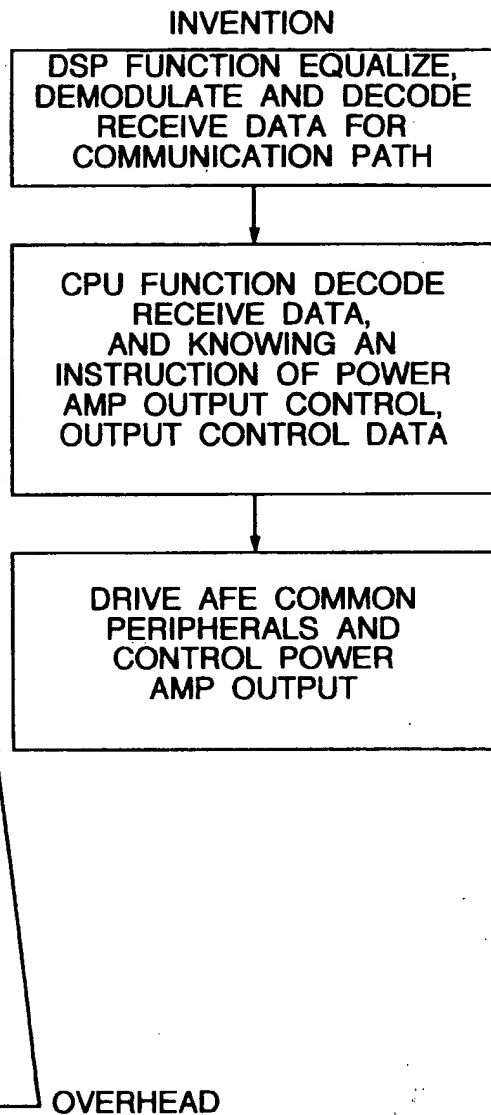 INVENTION
DSP FUNCTION EQUALIZE,
DEMODULATE AND DECODE
RECEIVE DATA FOR
COMMUNICATION PATH
CPU FUNCTION DECODE
RECEIVE DATA,
AND KNOWING AN
INSTRUCTION OF POWER
AMP OUTPUT CONTROL,
OUTPUT CONTROL DATA
DRIVE AFE COMMON
PERIPHERALS AND
CONTROL POWER
AMP OUTPUT
OVERHEAD